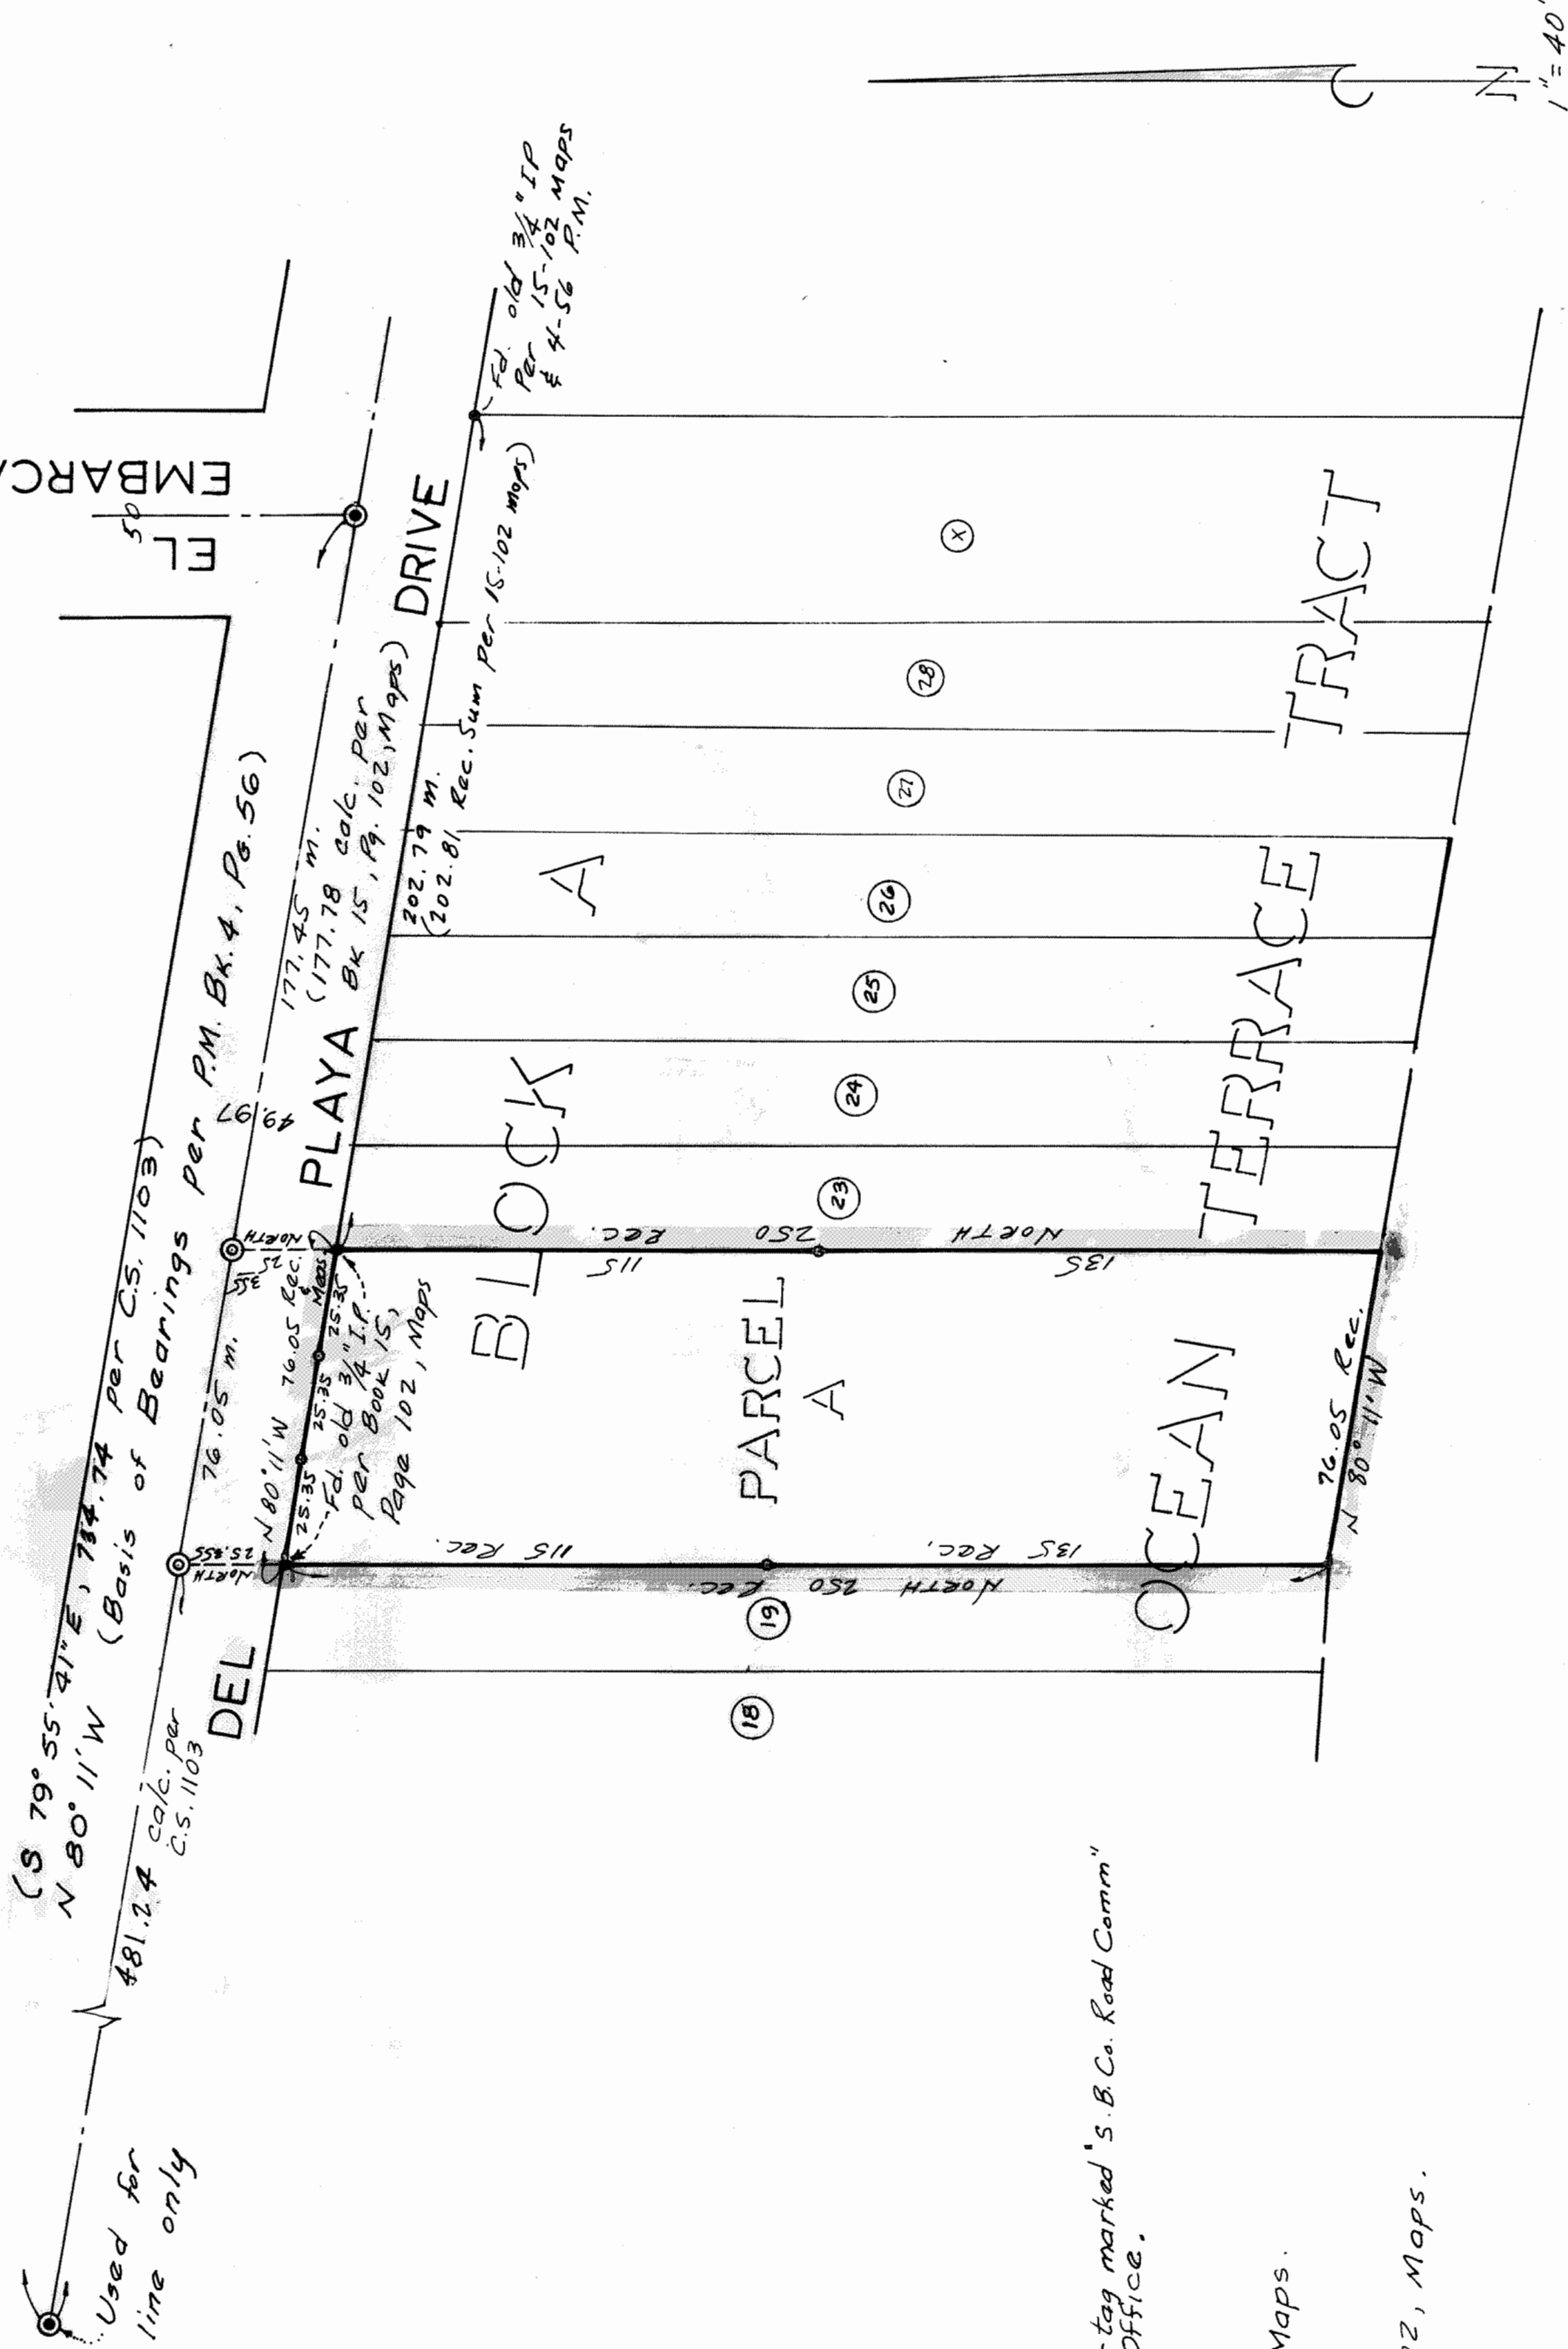 (S 79° 55' 41" E, 734.74 per C.S. 1103)
N 80° 11' W (Basis of Bearings per P.M. Bk. 4, Pg. 56)
481.24 calc. per
C.S. 1103
76.05 m.
49.97
177.45 m.
(177.78 calc. per
Bk 15, Pg. 102, Maps)
Used for
line only
EL EMBARCA
50
DEL PLAYA DRIVE
NORTH
25.355
NORTH
25.355
N 80° 11' W 76.05 Rec.
& Meas.
25.35 25.35 25.35
Fd. old 3/4" I.P.
per Book 15,
Page 102, Maps
202.79 m.
(202.81 Rec. Sum per 15-102 Maps)
Fd. old 3/4" IP
Per 15-102 Maps
& 4-56 P.M.
BLOCK A
18
19
NORTH 250 Rec.
115 Rec.
135 Rec.
PARCEL
A
NORTH 250 Rec.
115
135
23
24
25
26
27
28
X
OCEAN TERRACE TRACT
76.05 Rec.
N 80° 11' W
N
1" = 40'
tag marked "S.B. Co. Road Comm"
Office.
Maps.
Maps.